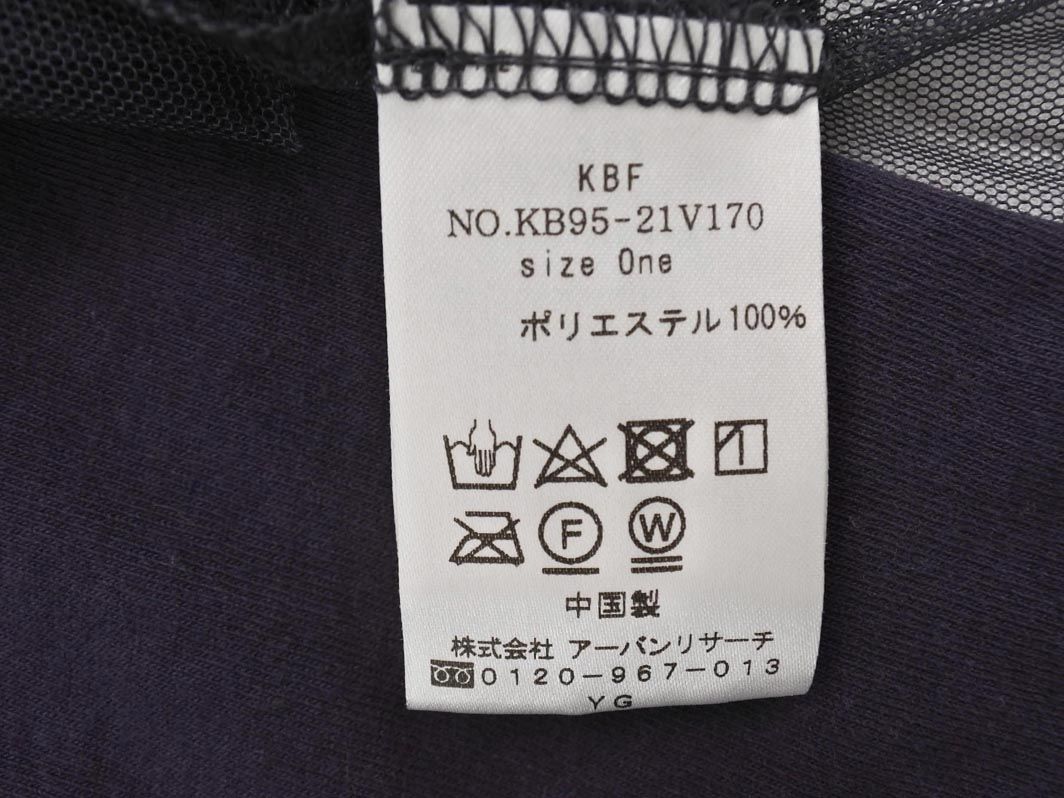 KBF
NO.KB95-21V170
size One
ポリエステル100%
F W
中国製
株式会社 アーバンリサーチ
0120-967-013
YG